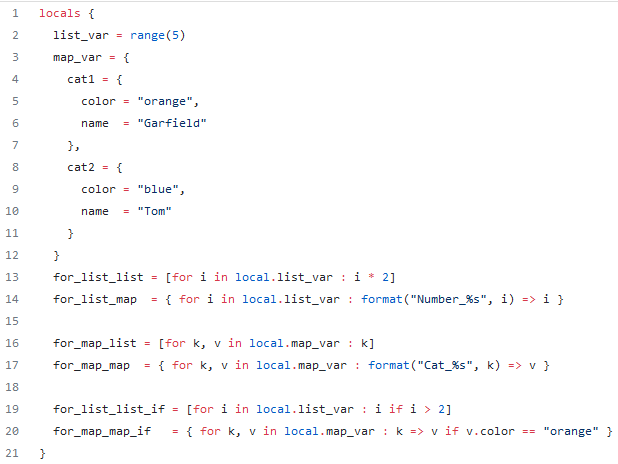 1 locals {
2   list_var = range(5)
3   map_var = {
4     cat1 = {
5       color = "orange",
6       name  = "Garfield"
7     },
8     cat2 = {
9       color = "blue",
10       name  = "Tom"
11     }
12   }
13   for_list_list = [for i in local.list_var : i * 2]
14   for_list_map  = { for i in local.list_var : format("Number_%s", i) => i }
15
16   for_map_list = [for k, v in local.map_var : k]
17   for_map_map  = { for k, v in local.map_var : format("Cat_%s", k) => v }
18
19   for_list_list_if = [for i in local.list_var : i if i > 2]
20   for_map_map_if   = { for k, v in local.map_var : k => v if v.color == "orange" }
21 }